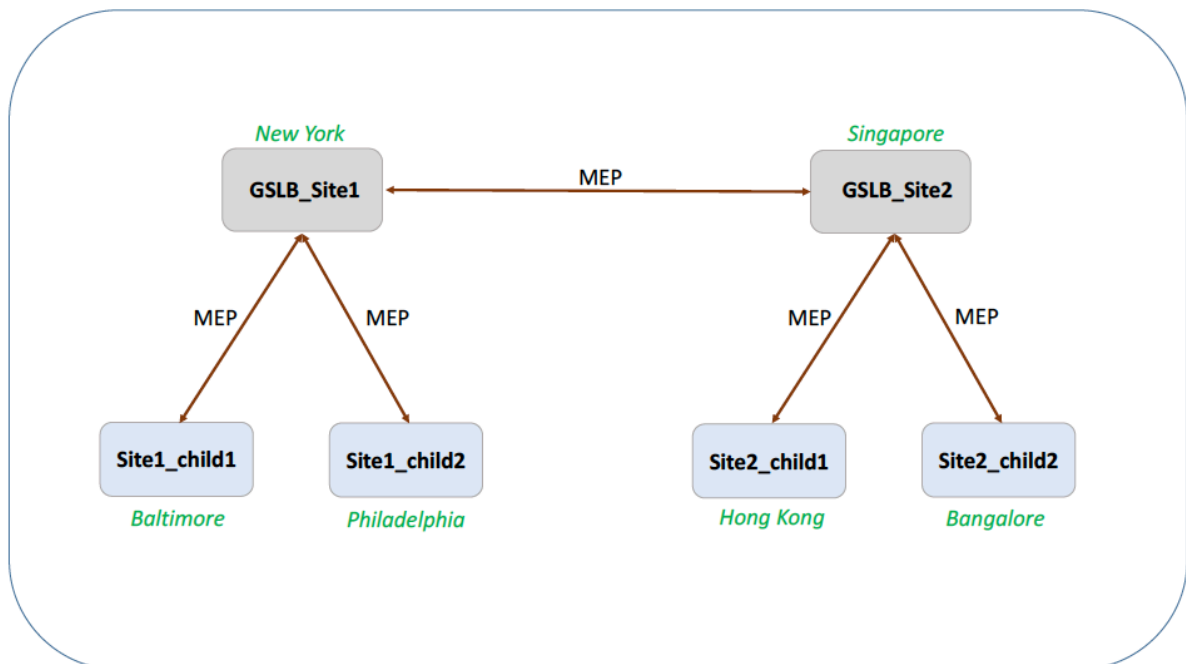 New York
Singapore
GSLB_Site1
MEP
GSLB_Site2
MEP
MEP
MEP
MEP
Site1_child1
Site1_child2
Site2_child1
Site2_child2
Baltimore
Philadelphia
Hong Kong
Bangalore